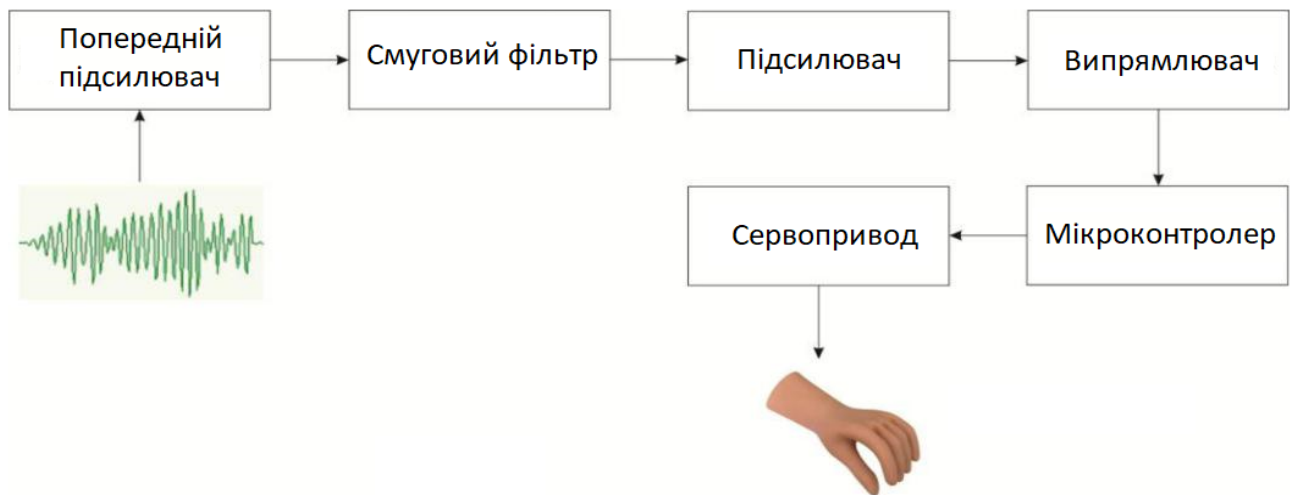 Попередній
підсилювач
Смуговий фільтр
Підсилювач
Випрямлювач
Сервопривод
Мікроконтролер